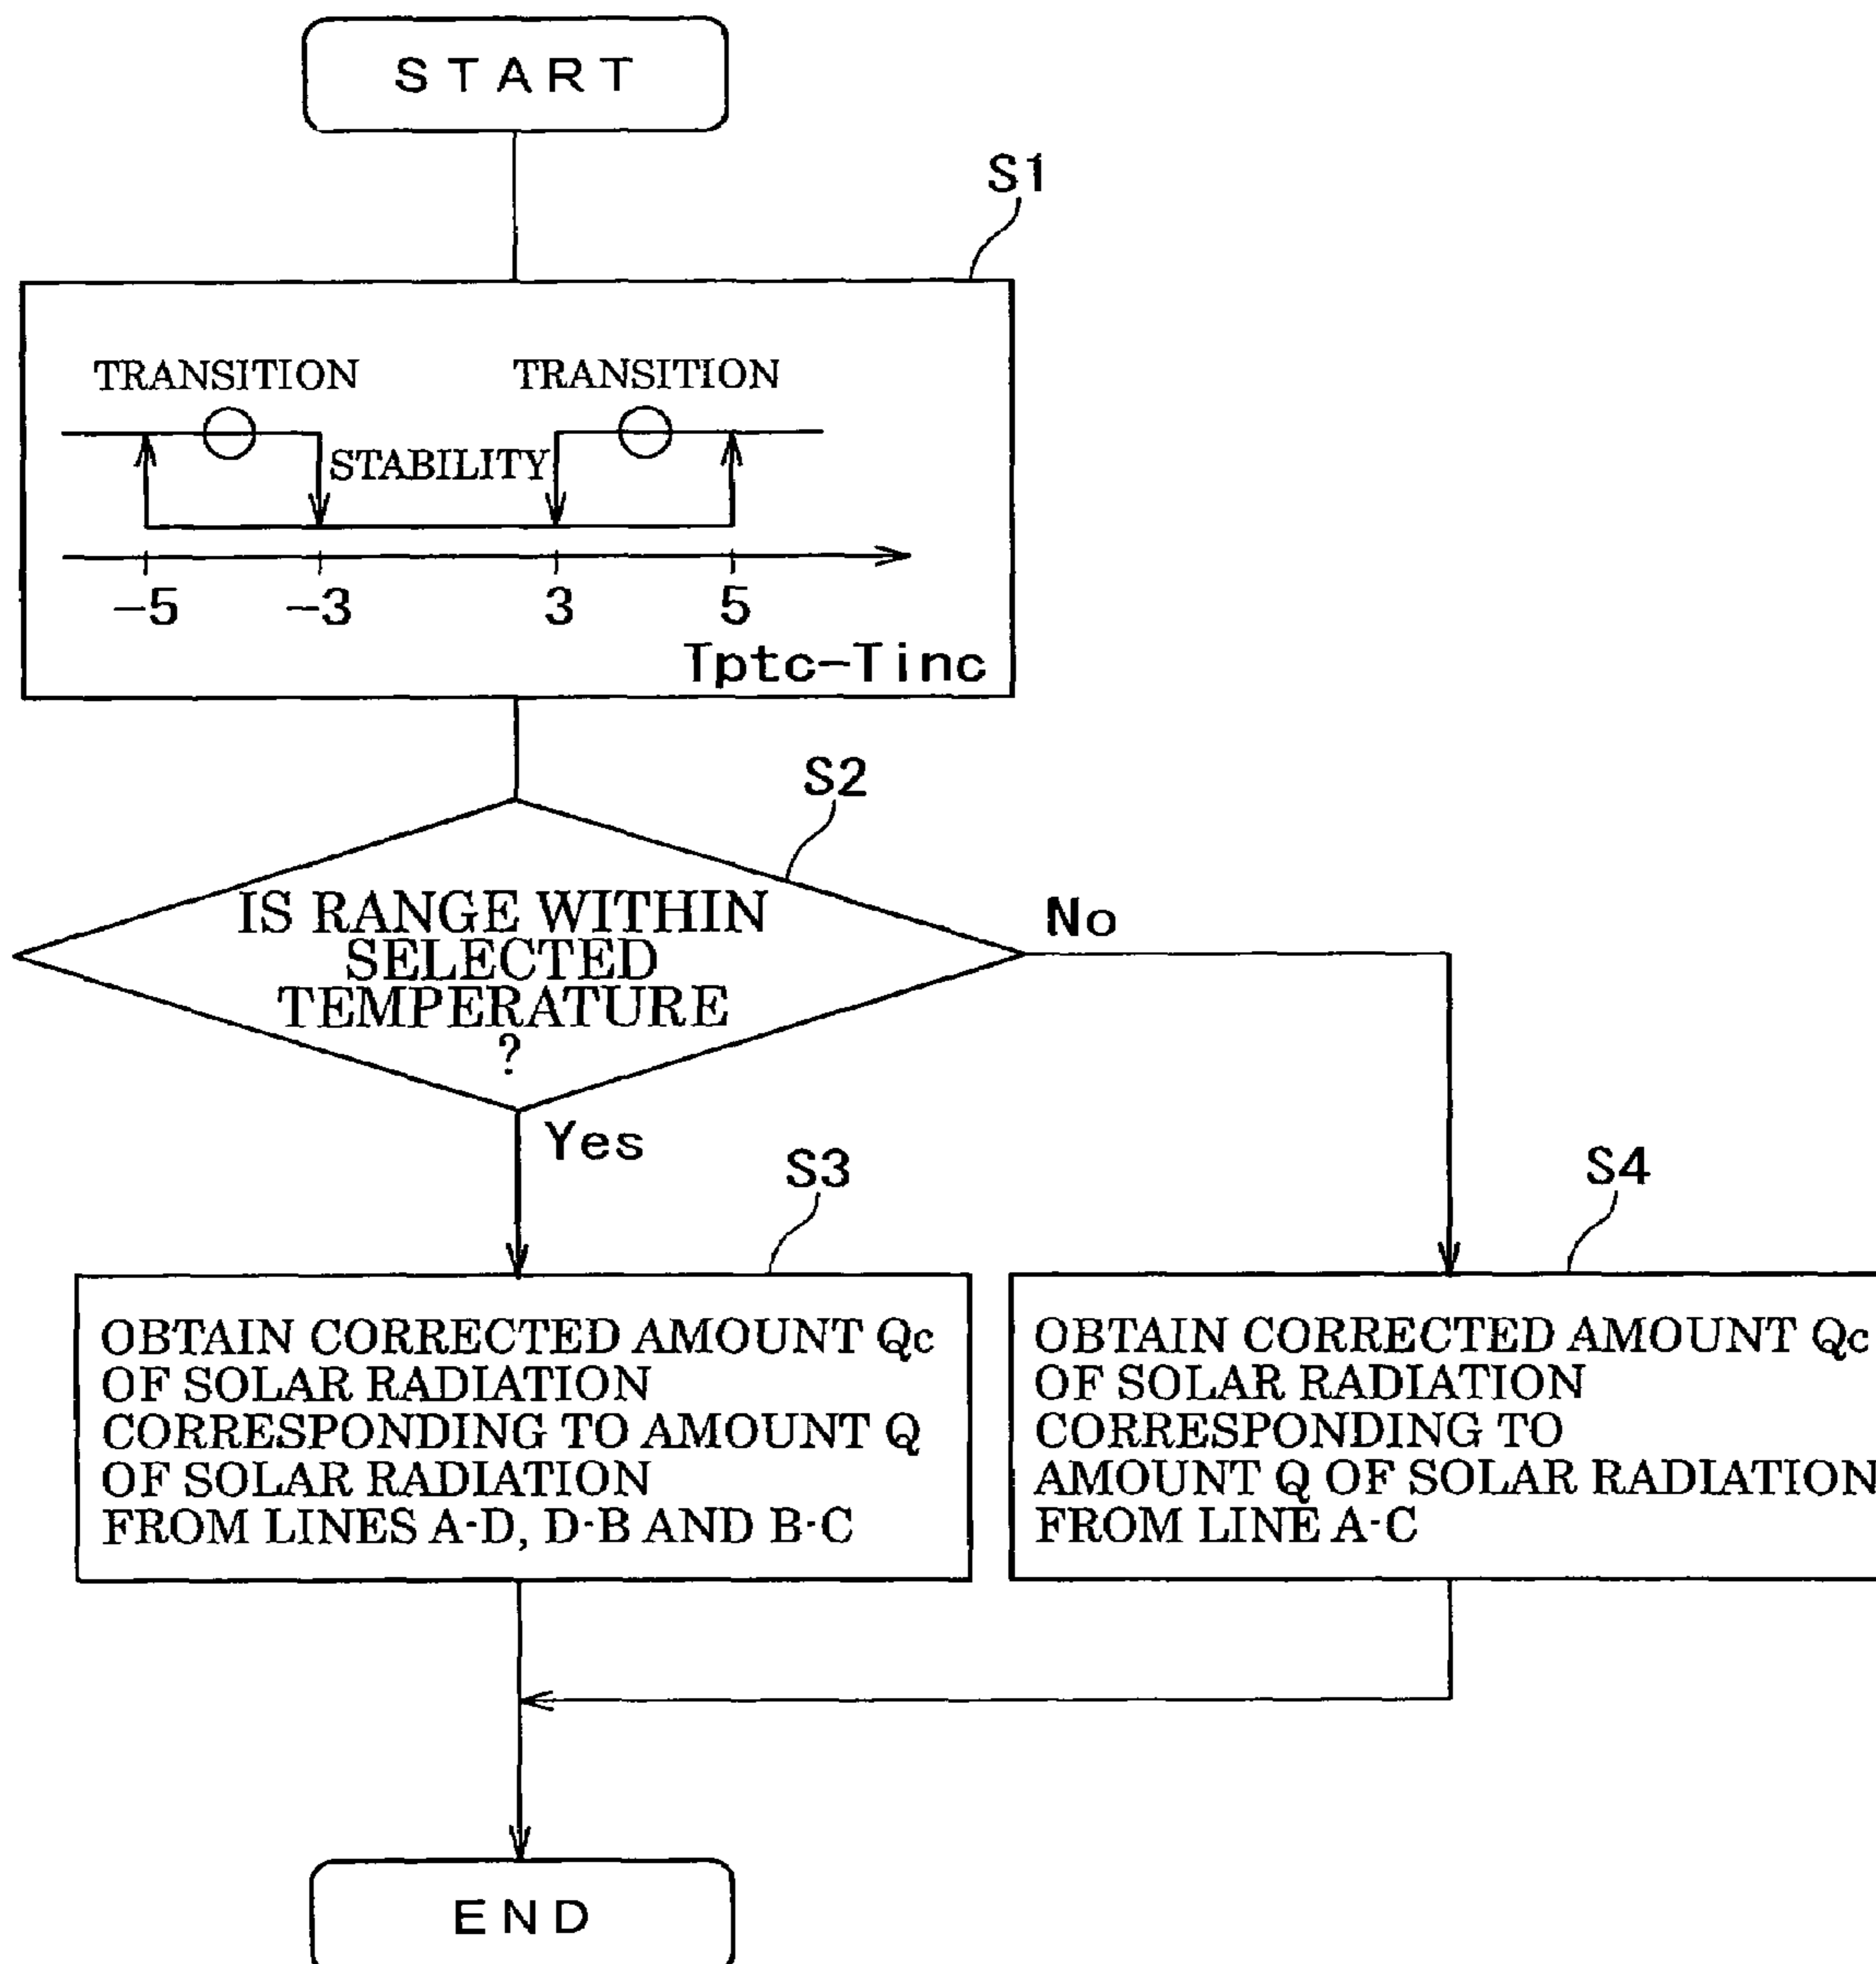 START
S1
TRANSITION TRANSITION
STABILITY
-5 -3 3 5
Tptc-Tinc
S2
IS RANGE WITHIN
SELECTED
TEMPERATURE
?
No
Yes
S3
OBTAIN CORRECTED AMOUNT Qc
OF SOLAR RADIATION
CORRESPONDING TO AMOUNT Q
OF SOLAR RADIATION
FROM LINES A-D, D-B AND B-C
S4
OBTAIN CORRECTED AMOUNT Qc
OF SOLAR RADIATION
CORRESPONDING TO
AMOUNT Q OF SOLAR RADIATION
FROM LINE A-C
END